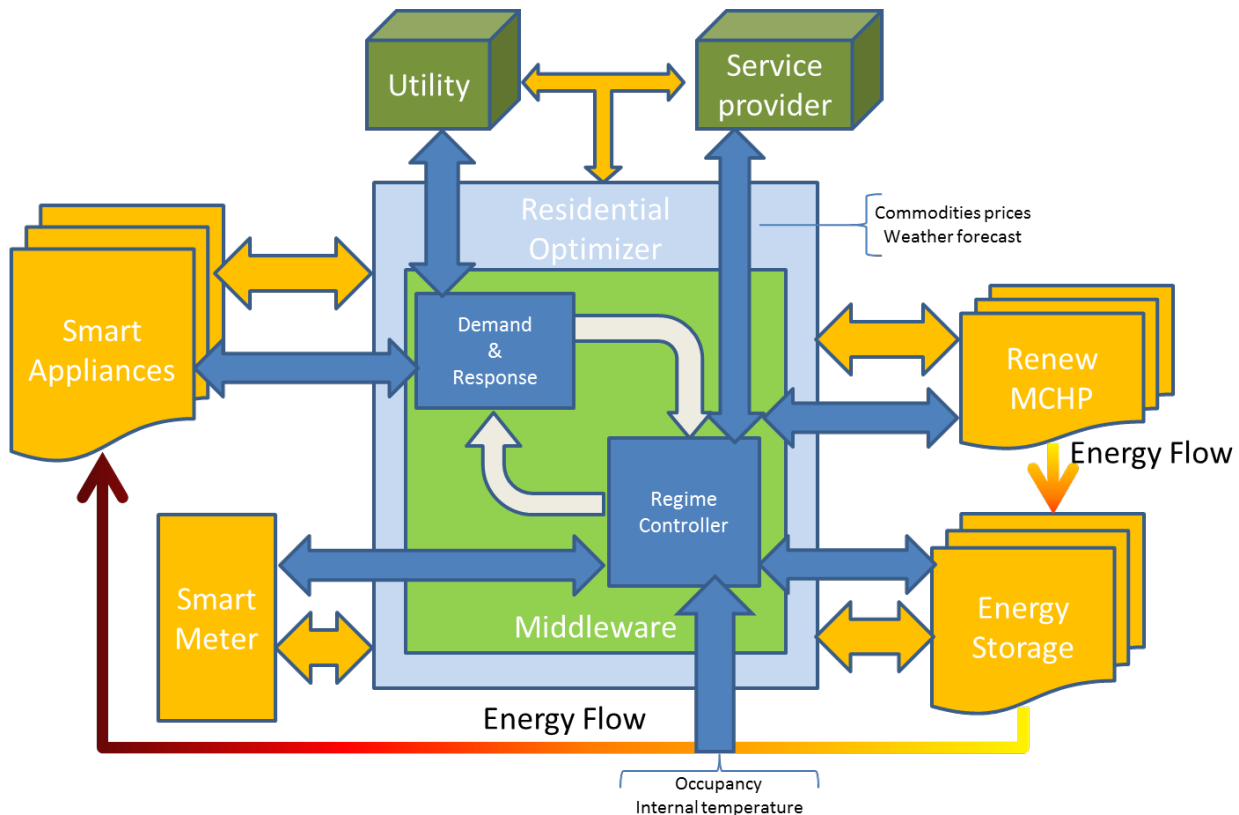 Utility
Service
provider
Residential
Optimizer
Commodities prices
Weather forecast
Smart
Appliances
Demand
&
Response
Renew
MCHP
Energy Flow
Regime
Controller
Smart
Meter
Energy
Storage
Middleware
Energy Flow
Occupancy
Internal temperature